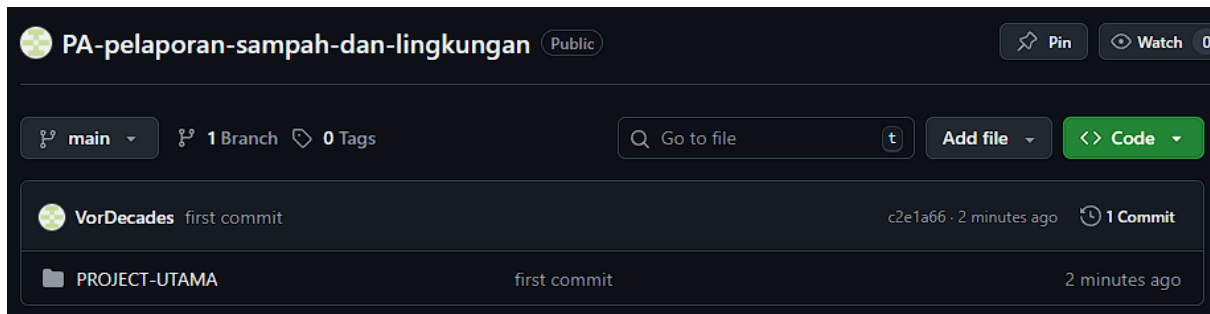 PA-pelaporan-sampah-dan-lingkungan Public Pin Watch 0
main 1 Branch 0 Tags Go to file t Add file Code
VorDecades first commit c2e1a66 · 2 minutes ago 1 Commit
PROJECT-UTAMA first commit 2 minutes ago